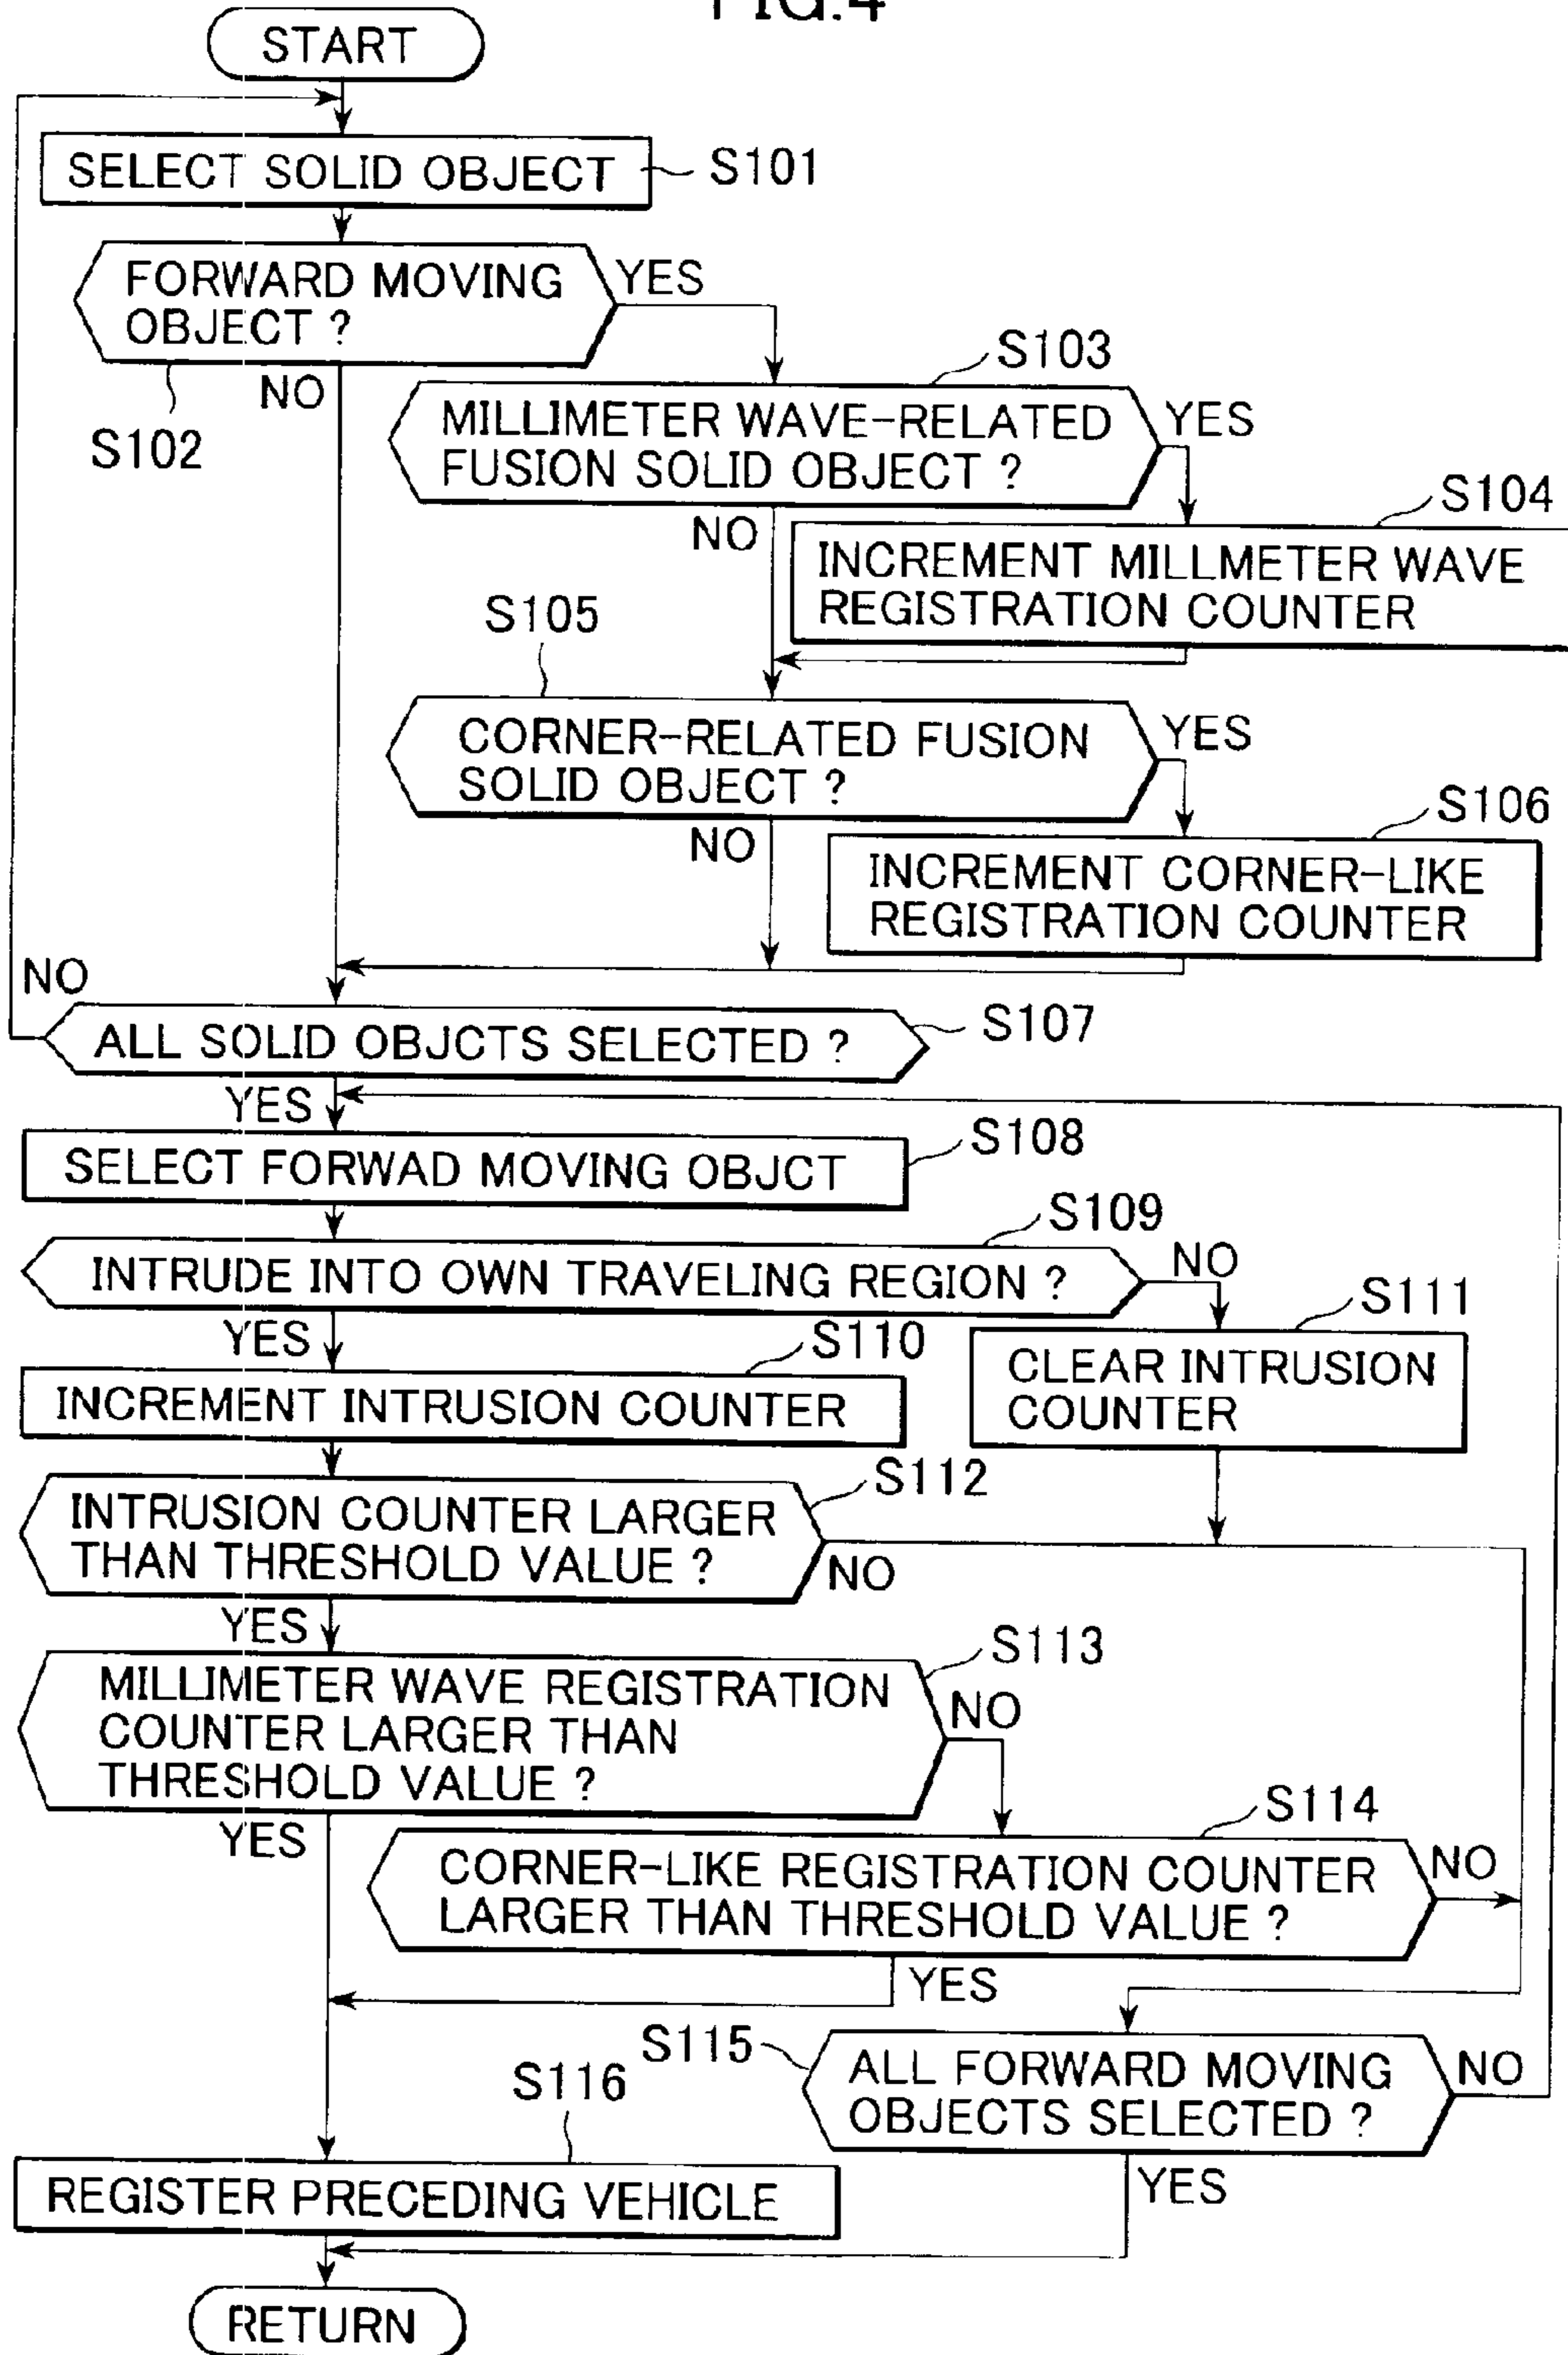 FIG.4
START
SELECT SOLID OBJECT
S101
FORWARD MOVING
OBJECT ?
YES
NO
S102
S103
MILLIMETER WAVE-RELATED
FUSION SOLID OBJECT ?
YES
NO
S104
INCREMENT MILLMETER WAVE
REGISTRATION COUNTER
S105
CORNER-RELATED FUSION
SOLID OBJECT ?
YES
NO
S106
INCREMENT CORNER-LIKE
REGISTRATION COUNTER
NO
ALL SOLID OBJCTS SELECTED ?
S107
YES
SELECT FORWAD MOVING OBJCT
S108
S109
INTRUDE INTO OWN TRAVELING REGION ?
NO
YES
S110
INCREMENT INTRUSION COUNTER
S111
CLEAR INTRUSION
COUNTER
S112
INTRUSION COUNTER LARGER
THAN THRESHOLD VALUE ?
NO
YES
S113
MILLIMETER WAVE REGISTRATION
COUNTER LARGER THAN
THRESHOLD VALUE ?
NO
YES
S114
CORNER-LIKE REGISTRATION COUNTER
LARGER THAN THRESHOLD VALUE ?
NO
YES
S115
ALL FORWARD MOVING
OBJECTS SELECTED ?
NO
YES
S116
REGISTER PRECEDING VEHICLE
RETURN